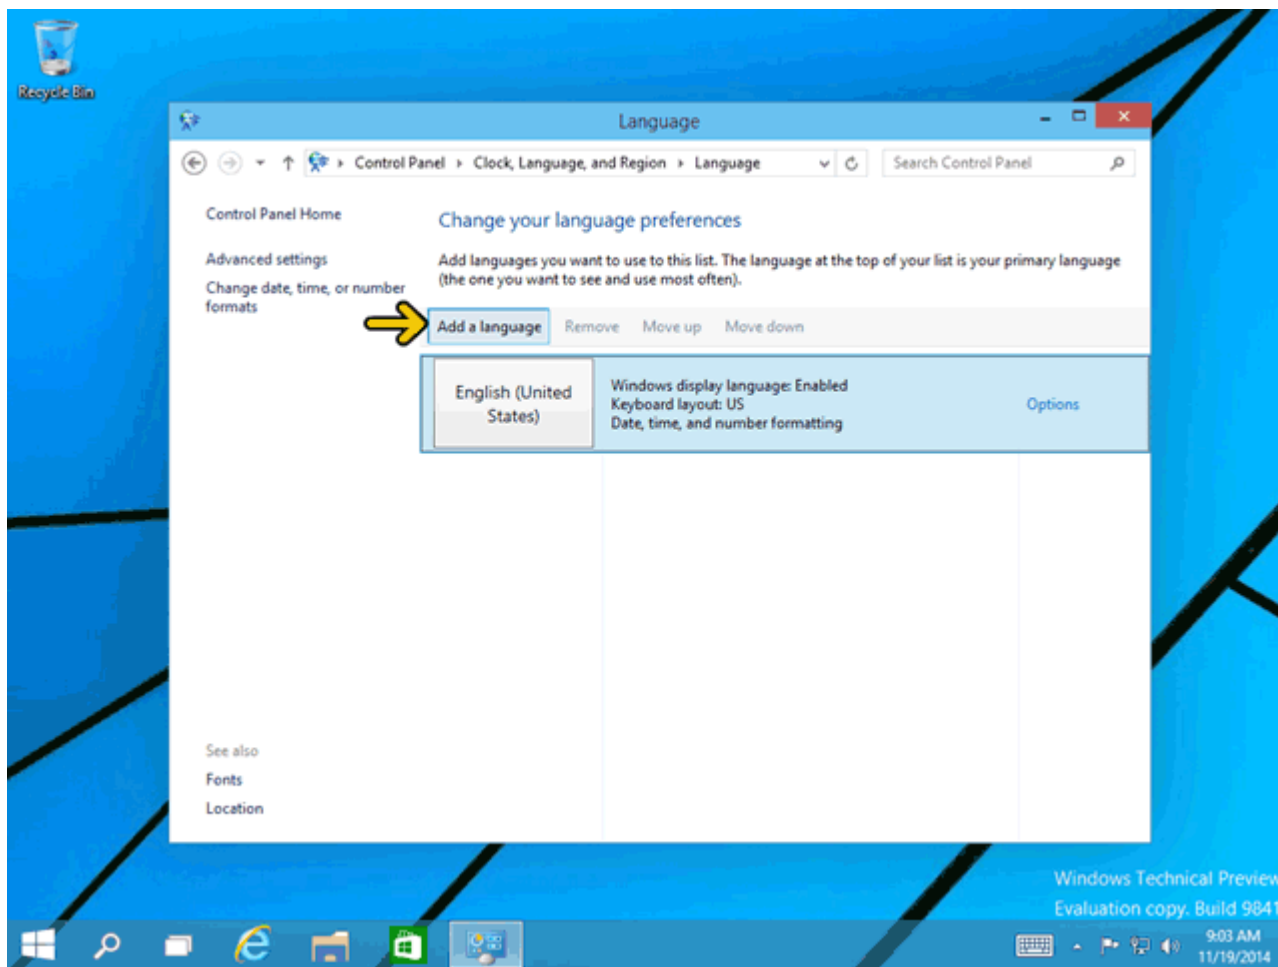 Recycle Bin
Language
Control Panel
Clock, Language, and Region
Language
Search Control Panel
Control Panel Home
Advanced settings
Change date, time, or number
formats
Change your language preferences
Add languages you want to use to this list. The language at the top of your list is your primary language
(the one you want to see and use most often).
Add a language
Remove
Move up
Move down
English (United
States)
Windows display language: Enabled
Keyboard layout: US
Date, time, and number formatting
Options
See also
Fonts
Location
Windows Technical Preview
Evaluation copy. Build 9841
9:03 AM
11/19/2014